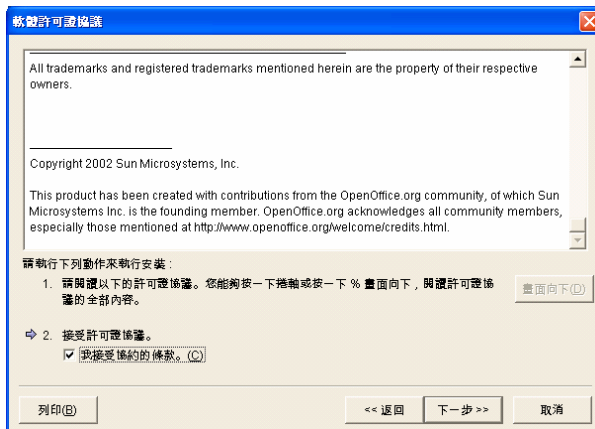 軟體許可證協議
All trademarks and registered trademarks mentioned herein are the property of their respective
owners.
Copyright 2002 Sun Microsystems, Inc.
This product has been created with contributions from the OpenOffice.org community, of which Sun
Microsystems Inc. is the founding member. OpenOffice.org acknowledges all community members,
especially those mentioned at http://www.openoffice.org/welcome/credits.html.
請執行下列動作來執行安裝:
1. 請閱讀以下的許可證協議。您能夠按一下捲軸或按一下 % 畫面向下,閱讀許可證協
議的全部內容。
畫面向下(D)
2. 接受許可證協議。
我接受協約的條款。(C)
列印(B)
<< 返回
下一步 >>
取消